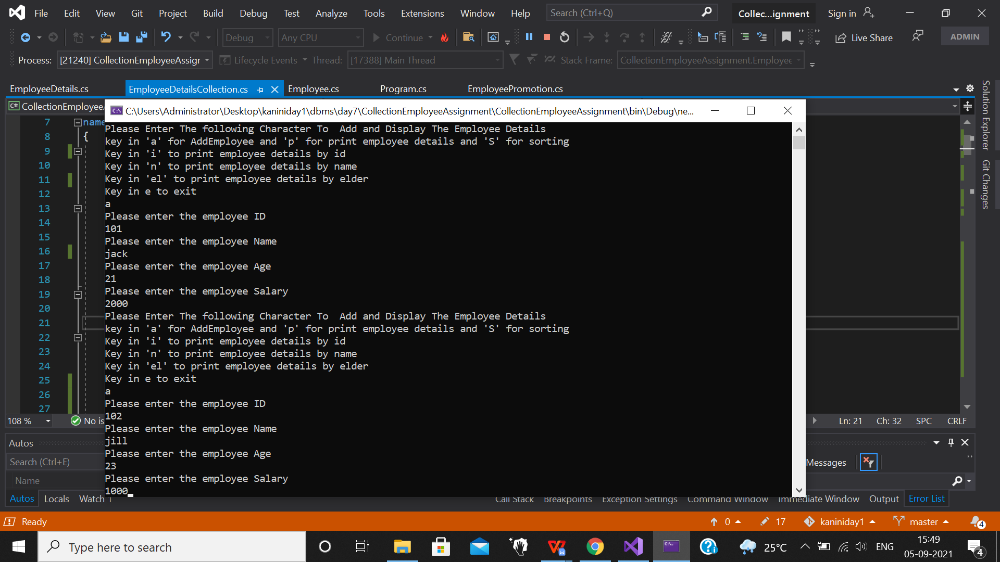 File Edit View Git Project Build Debug Test Analyze Tools Extensions Window Help Search (Ctrl+Q) Collec...ignment Sign in
Debug Any CPU Continue Live Share ADMIN
Process: [21240] CollectionEmployeeAssigr Lifecycle Events Thread: [17388] Main Thread Stack Frame: CollectionEmployeeAssignment.Employee
EmployeeDetails.cs EmployeeDetailsCollection.cs Employee.cs Program.cs EmployeePromotion.cs
C# CollectionEmployee
C:\Users\Administrator\Desktop\kaniniday1\dbms\day7\CollectionEmployeeAssignment\CollectionEmployeeAssignment\bin\Debug\ne...
Please Enter The following Character To  Add and Display The Employee Details
key in 'a' for AddEmployee and 'p' for print employee details and 'S' for sorting
Key in 'i' to print employee details by id
Key in 'n' to print employee details by name
Key in 'el' to print employee details by elder
Key in e to exit
a
Please enter the employee ID
101
Please enter the employee Name
jack
Please enter the employee Age
21
Please enter the employee Salary
2000
Please Enter The following Character To  Add and Display The Employee Details
key in 'a' for AddEmployee and 'p' for print employee details and 'S' for sorting
Key in 'i' to print employee details by id
Key in 'n' to print employee details by name
Key in 'el' to print employee details by elder
Key in e to exit
a
Please enter the employee ID
102
Please enter the employee Name
jill
Please enter the employee Age
23
Please enter the employee Salary
1000
7 name
8 {
9
10
11
12
13
14
15
16
17
18
19
20
21
22
23
24
25
26
27
Solution Explorer
Git Changes
108 % No is Ln: 21 Ch: 32 SPC CRLF
Autos
Search (Ctrl+E) Messages
Name
Autos Locals Watch 1 Call Stack Breakpoints Exception Settings Command Window Immediate Window Output Error List
Ready 0 17 kaniniday1 master 4
Type here to search 25°C ENG 15:49
05-09-2021 4